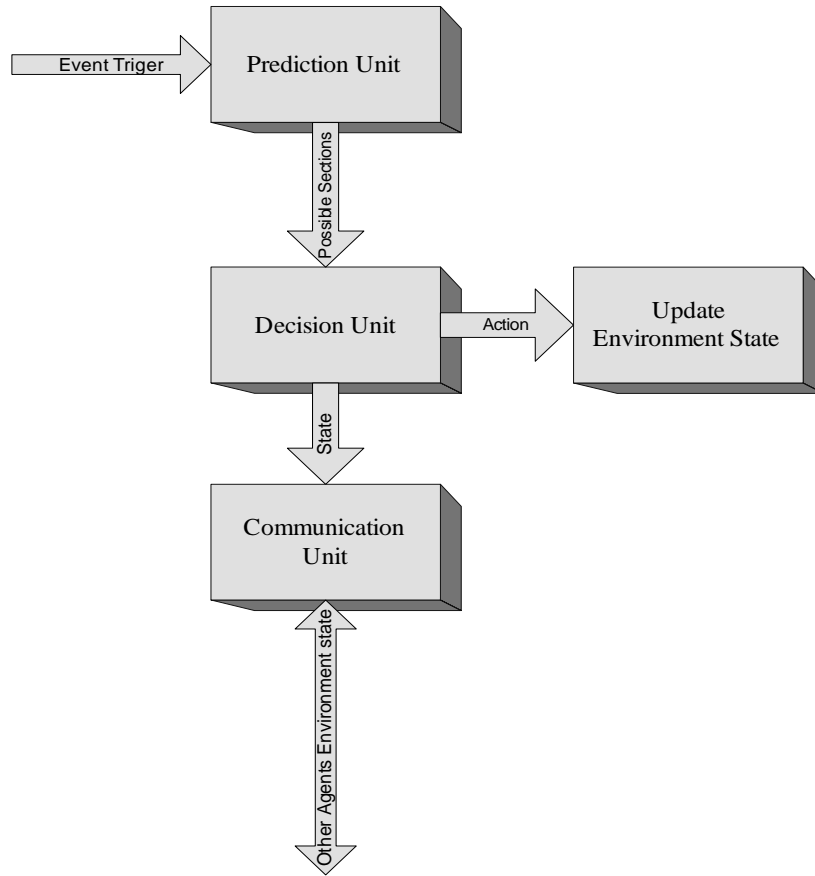 Event Triger
Prediction Unit
Possible Sections
Decision Unit
Action
Update
Environment State
State
Communication
Unit
Other Agents Environment state